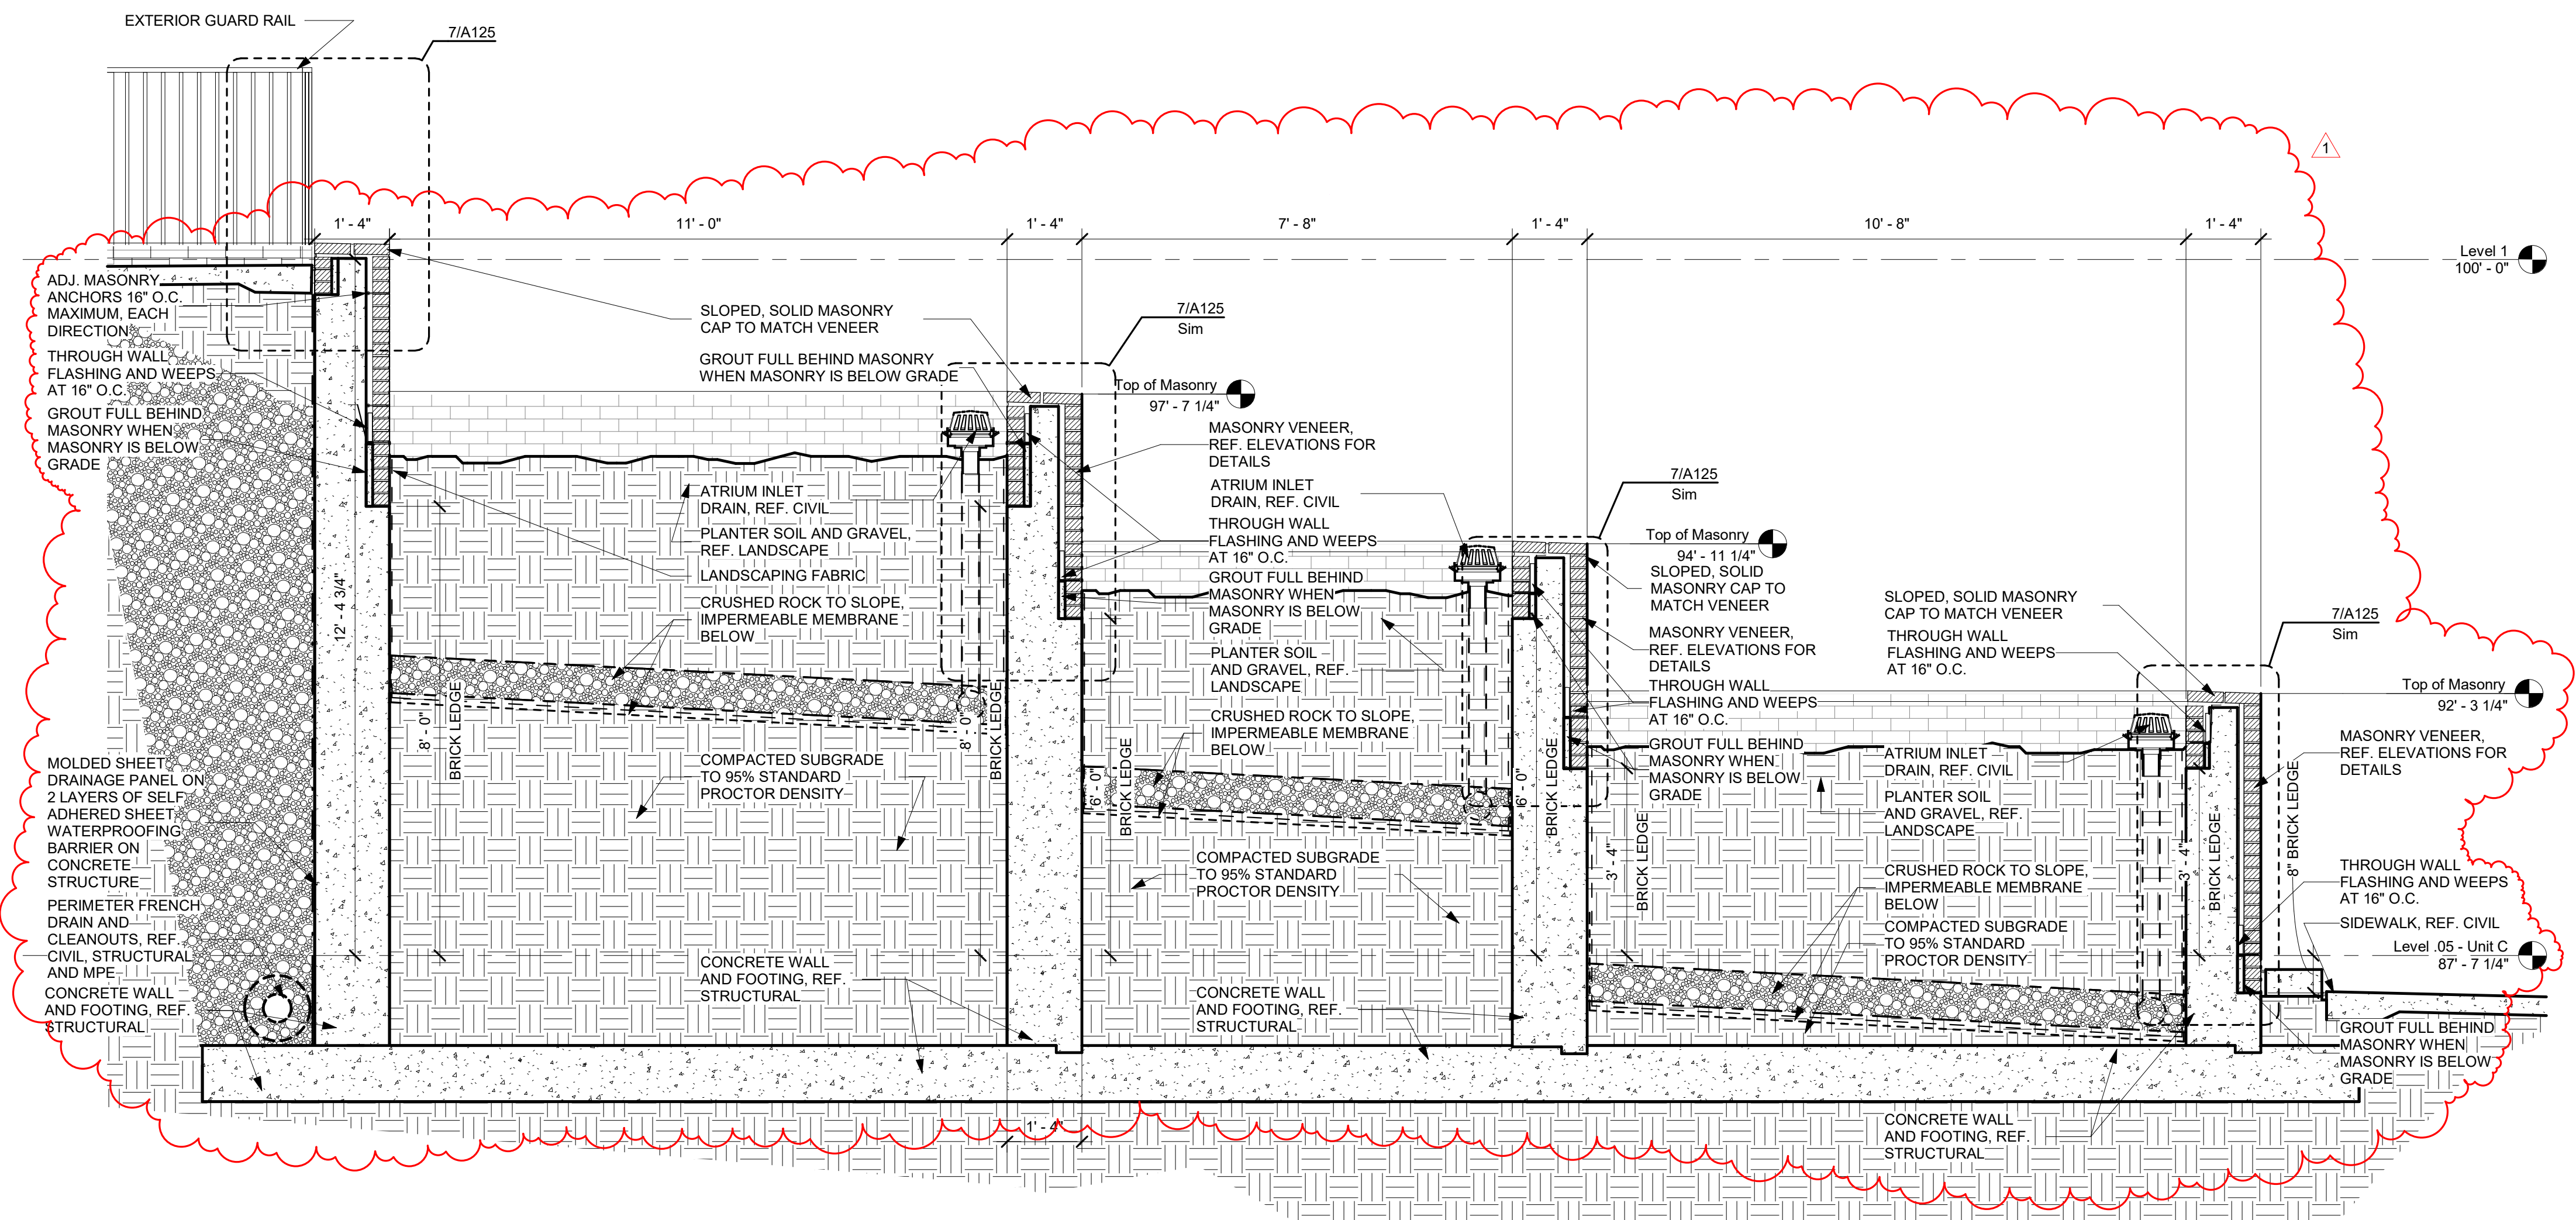 EXTERIOR GUARD RAIL
7/A125
1
1' - 4"
11' - 0"
1' - 4"
7' - 8"
1' - 4"
10' - 8"
1' - 4"
Level 1
100' - 0"
ADJ. MASONRY
ANCHORS 16" O.C.
MAXIMUM, EACH
DIRECTION
THROUGH WALL
FLASHING AND WEEPS
AT 16" O.C.
GROUT FULL BEHIND
MASONRY WHEN
MASONRY IS BELOW
GRADE
MOLDED SHEET
DRAINAGE PANEL ON
2 LAYERS OF SELF
ADHERED SHEET
WATERPROOFING
BARRIER ON
CONCRETE
STRUCTURE
PERIMETER FRENCH
DRAIN AND
CLEANOUTS, REF.
CIVIL, STRUCTURAL
AND MPE
CONCRETE WALL
AND FOOTING, REF.
STRUCTURAL
12' - 4 3/4"
8' - 0"
BRICK LEDGE
SLOPED, SOLID MASONRY
CAP TO MATCH VENEER
GROUT FULL BEHIND MASONRY
WHEN MASONRY IS BELOW GRADE
ATRIUM INLET
DRAIN, REF. CIVIL
PLANTER SOIL AND GRAVEL,
REF. LANDSCAPE
LANDSCAPING FABRIC
CRUSHED ROCK TO SLOPE,
IMPERMEABLE MEMBRANE
BELOW
COMPACTED SUBGRADE
TO 95% STANDARD
PROCTOR DENSITY
CONCRETE WALL
AND FOOTING, REF.
STRUCTURAL
8' - 0"
BRICK LEDGE
1' - 4"
7/A125
Sim
Top of Masonry
97' - 7 1/4"
MASONRY VENEER,
REF. ELEVATIONS FOR
DETAILS
ATRIUM INLET
DRAIN, REF. CIVIL
THROUGH WALL
FLASHING AND WEEPS
AT 16" O.C.
GROUT FULL BEHIND
MASONRY WHEN
MASONRY IS BELOW
GRADE
PLANTER SOIL
AND GRAVEL, REF.
LANDSCAPE
CRUSHED ROCK TO SLOPE,
IMPERMEABLE MEMBRANE
BELOW
COMPACTED SUBGRADE
TO 95% STANDARD
PROCTOR DENSITY
CONCRETE WALL
AND FOOTING, REF.
STRUCTURAL
6' - 0"
BRICK LEDGE
6' - 0"
BRICK LEDGE
7/A125
Sim
Top of Masonry
94' - 11 1/4"
SLOPED, SOLID
MASONRY CAP TO
MATCH VENEER
MASONRY VENEER,
REF. ELEVATIONS FOR
DETAILS
THROUGH WALL
FLASHING AND WEEPS
AT 16" O.C.
GROUT FULL BEHIND
MASONRY WHEN
MASONRY IS BELOW
GRADE
3' - 4"
BRICK LEDGE
SLOPED, SOLID MASONRY
CAP TO MATCH VENEER
THROUGH WALL
FLASHING AND WEEPS
AT 16" O.C.
ATRIUM INLET
DRAIN, REF. CIVIL
PLANTER SOIL
AND GRAVEL, REF.
LANDSCAPE
CRUSHED ROCK TO SLOPE,
IMPERMEABLE MEMBRANE
BELOW
COMPACTED SUBGRADE
TO 95% STANDARD
PROCTOR DENSITY
CONCRETE WALL
AND FOOTING, REF.
STRUCTURAL
3' - 4"
BRICK LEDGE
7/A125
Sim
Top of Masonry
92' - 3 1/4"
MASONRY VENEER,
REF. ELEVATIONS FOR
DETAILS
8" BRICK LEDGE
THROUGH WALL
FLASHING AND WEEPS
AT 16" O.C.
SIDEWALK, REF. CIVIL
Level .05 - Unit C
87' - 7 1/4"
GROUT FULL BEHIND
MASONRY WHEN
MASONRY IS BELOW
GRADE